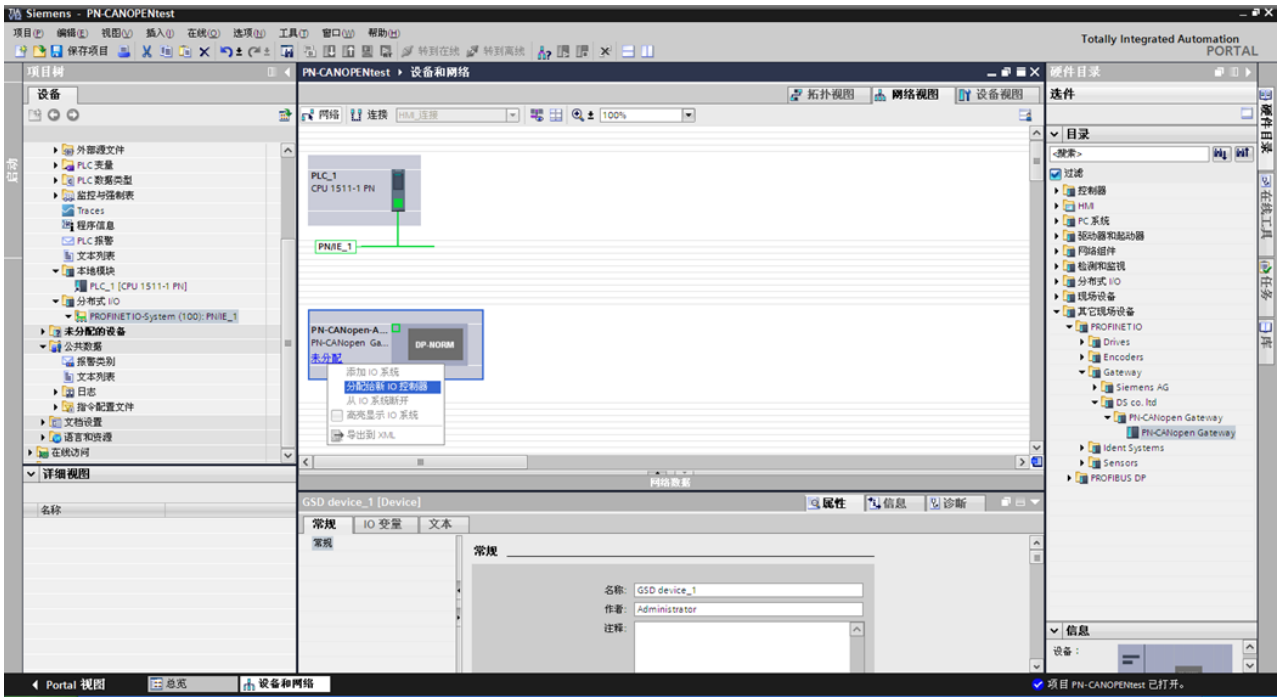 Siemens - PN-CANOPENtest
项目(P) 编辑(E) 视图(V) 插入(I) 在线(O) 选项(N) 工具(T) 窗口(W) 帮助(H)
Totally Integrated Automation
PORTAL
保存项目 转到在线 转到离线
项目树
PN-CANOPENtest 设备和网络
硬件目录
设备
拓扑视图 网络视图 设备视图
选件
网络 连接 HMI_连接 100%
目录
<搜索>
过滤
启动
外部源文件
PLC 变量
PLC 数据类型
监控与强制表
Traces
程序信息
PLC 报警
文本列表
本地模块
PLC_1 [CPU 1511-1 PN]
分布式 I/O
PROFINET IO-System (100): PN/IE_1
未分配的设备
公共数据
报警类别
文本列表
日志
指令配置文件
文档设置
语言和资源
在线访问
详细视图
名称
PLC_1
CPU 1511-1 PN
PN/IE_1
PN-CANopen-A...
PN-CANopen Ga...
DP-NORM
未分配
添加 IO 系统
分配给新 IO 控制器
从 IO 系统断开
高亮显示 IO 系统
导出到 XML
网络数据
GSD device_1 [Device]
属性 信息 诊断
常规 IO 变量 文本
常规
常规
名称: GSD device_1
作者: Administrator
注释:
控制器
HMI
PC 系统
驱动器和起动器
网络组件
检测和监视
分布式 I/O
现场设备
其它现场设备
PROFINET IO
Drives
Encoders
Gateway
Siemens AG
DS co. ltd
PN-CANopen Gateway
PN-CANopen Gateway
Ident Systems
Sensors
PROFIBUS DP
信息
设备:
硬件目录
在线工具
任务
库
Portal 视图 总览 设备和网络
项目 PN-CANOPENtest 已打开。